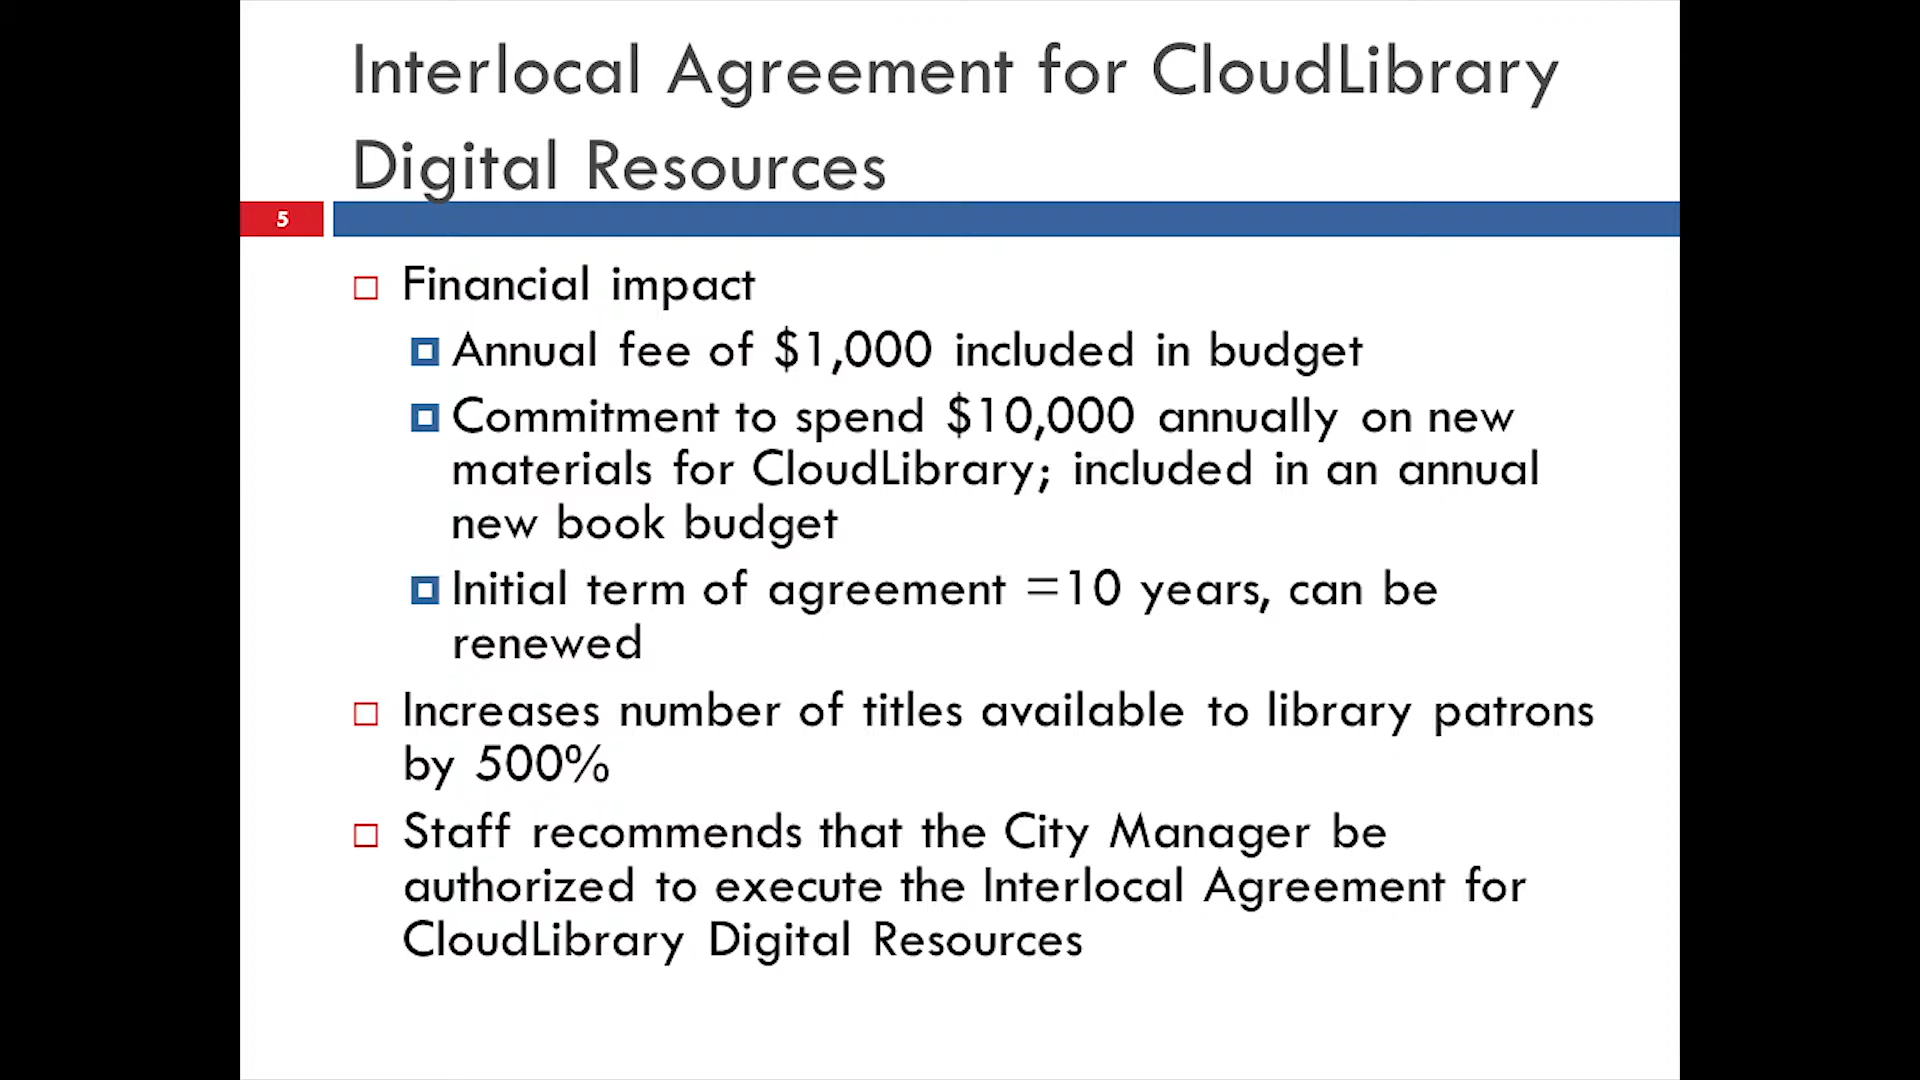 Interlocal Agreement for CloudLibrary
Digital Resources
5
Financial impact
Annual fee of $1,000 included in budget
Commitment to spend $10,000 annually on new
materials for CloudLibrary; included in an annual
new book budget
Initial term of agreement =10 years, can be
renewed
Increases number of titles available to library patrons
by 500%
Staff recommends that the City Manager be
authorized to execute the Interlocal Agreement for
CloudLibrary Digital Resources